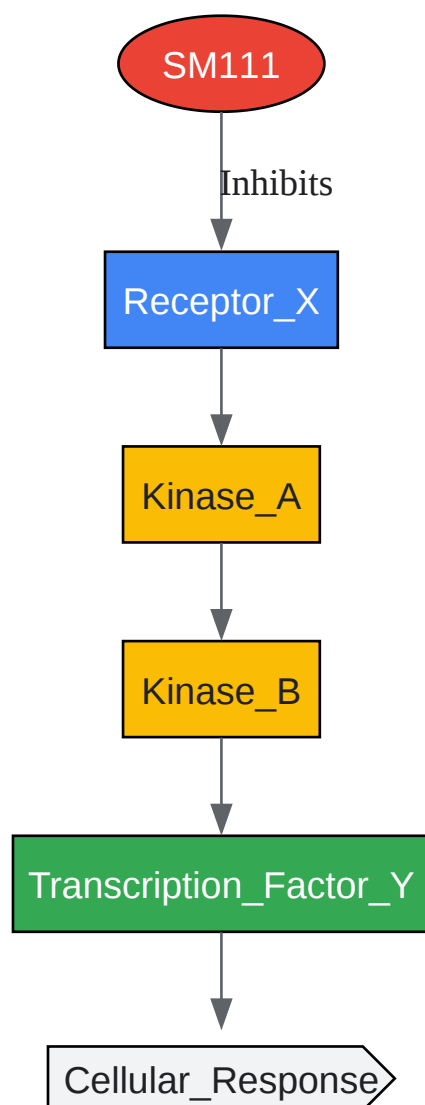 SM111
Inhibits
Receptor_X
Kinase_A
Kinase_B
Transcription_Factor_Y
Cellular_Response